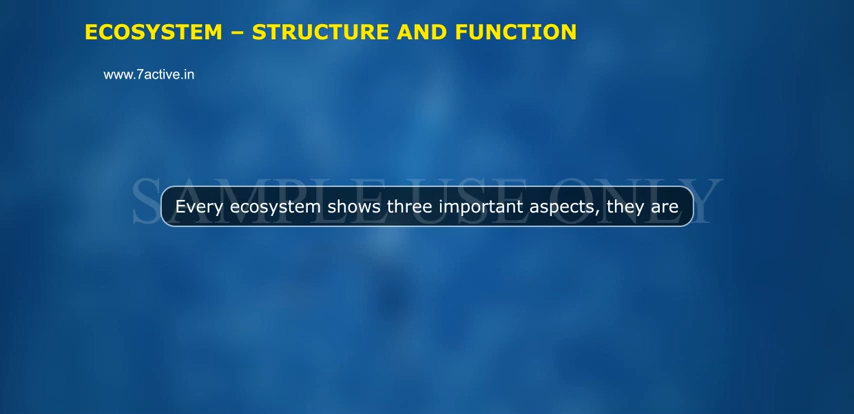 ECOSYSTEM – STRUCTURE AND FUNCTION
www.7active.in
SAMPLE USE ONLY
Every ecosystem shows three important aspects, they are